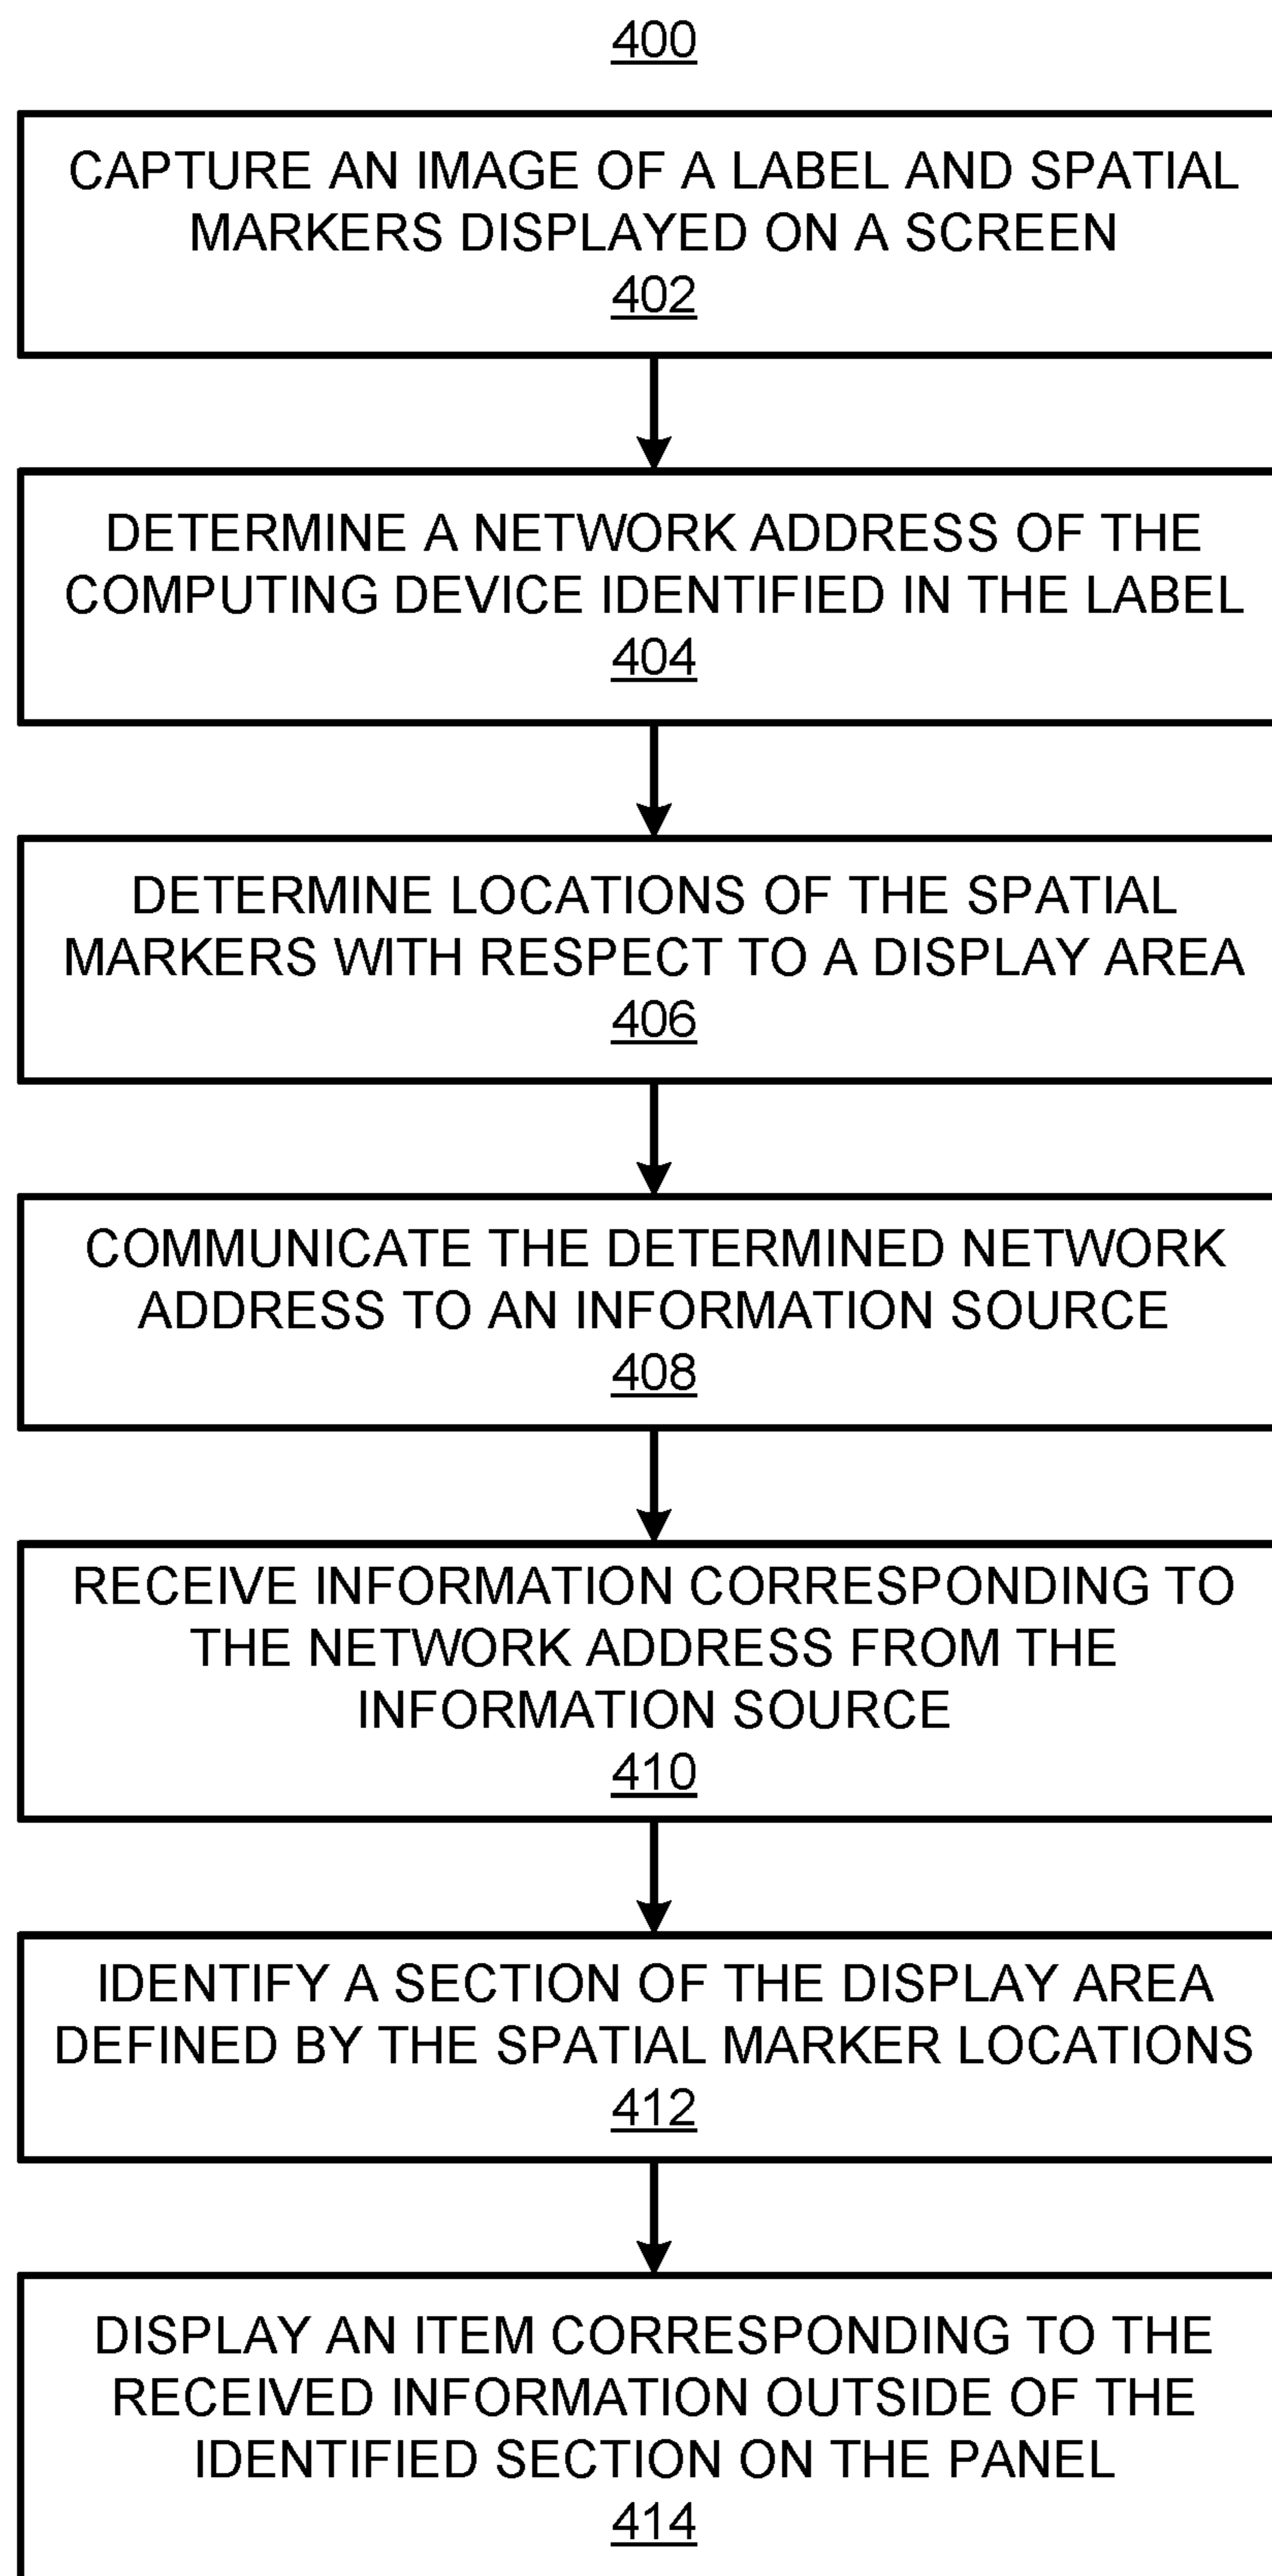 400
CAPTURE AN IMAGE OF A LABEL AND SPATIAL
MARKERS DISPLAYED ON A SCREEN
402
DETERMINE A NETWORK ADDRESS OF THE
COMPUTING DEVICE IDENTIFIED IN THE LABEL
404
DETERMINE LOCATIONS OF THE SPATIAL
MARKERS WITH RESPECT TO A DISPLAY AREA
406
COMMUNICATE THE DETERMINED NETWORK
ADDRESS TO AN INFORMATION SOURCE
408
RECEIVE INFORMATION CORRESPONDING TO
THE NETWORK ADDRESS FROM THE
INFORMATION SOURCE
410
IDENTIFY A SECTION OF THE DISPLAY AREA
DEFINED BY THE SPATIAL MARKER LOCATIONS
412
DISPLAY AN ITEM CORRESPONDING TO THE
RECEIVED INFORMATION OUTSIDE OF THE
IDENTIFIED SECTION ON THE PANEL
414